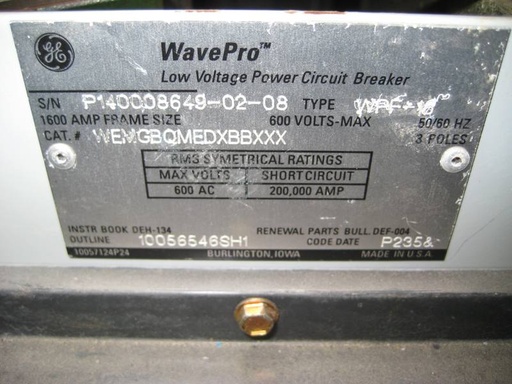 GE
WavePro™
Low Voltage Power Circuit Breaker
S/N P140008649-02-08 TYPE
1600 AMP FRAME SIZE 600 VOLTS-MAX 50/60 HZ
CAT. # WEMGBQMEDXBBXXX 3 POLES
RMS SYMETRICAL RATINGS
MAX VOLTS SHORT CIRCUIT
600 AC 200,000 AMP
INSTR BOOK DEH-134 RENEWAL PARTS BULL. DEF-004
OUTLINE 10056546SH1 CODE DATE P235&
10057124P24 BURLINGTON, IOWA MADE IN U.S.A